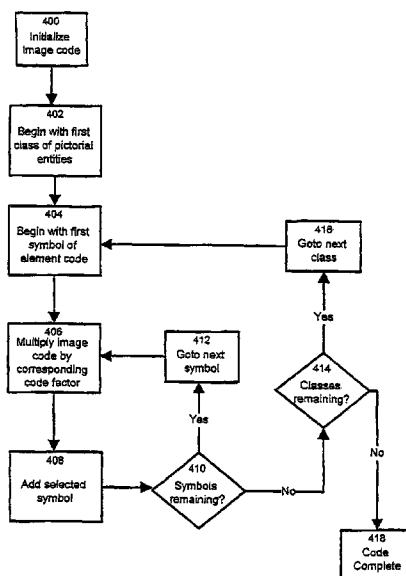 400
Initialize
image code
402
Begin with first
class of pictorial
entities
404
Begin with first
symbol of
element code
406
Multiply image
code by
corresponding
code factor
408
Add selected
symbol
410
Symbols
remaining?
Yes
412
Goto next
symbol
No
414
Classes
remaining?
Yes
416
Goto next
class
No
418
Code
Complete